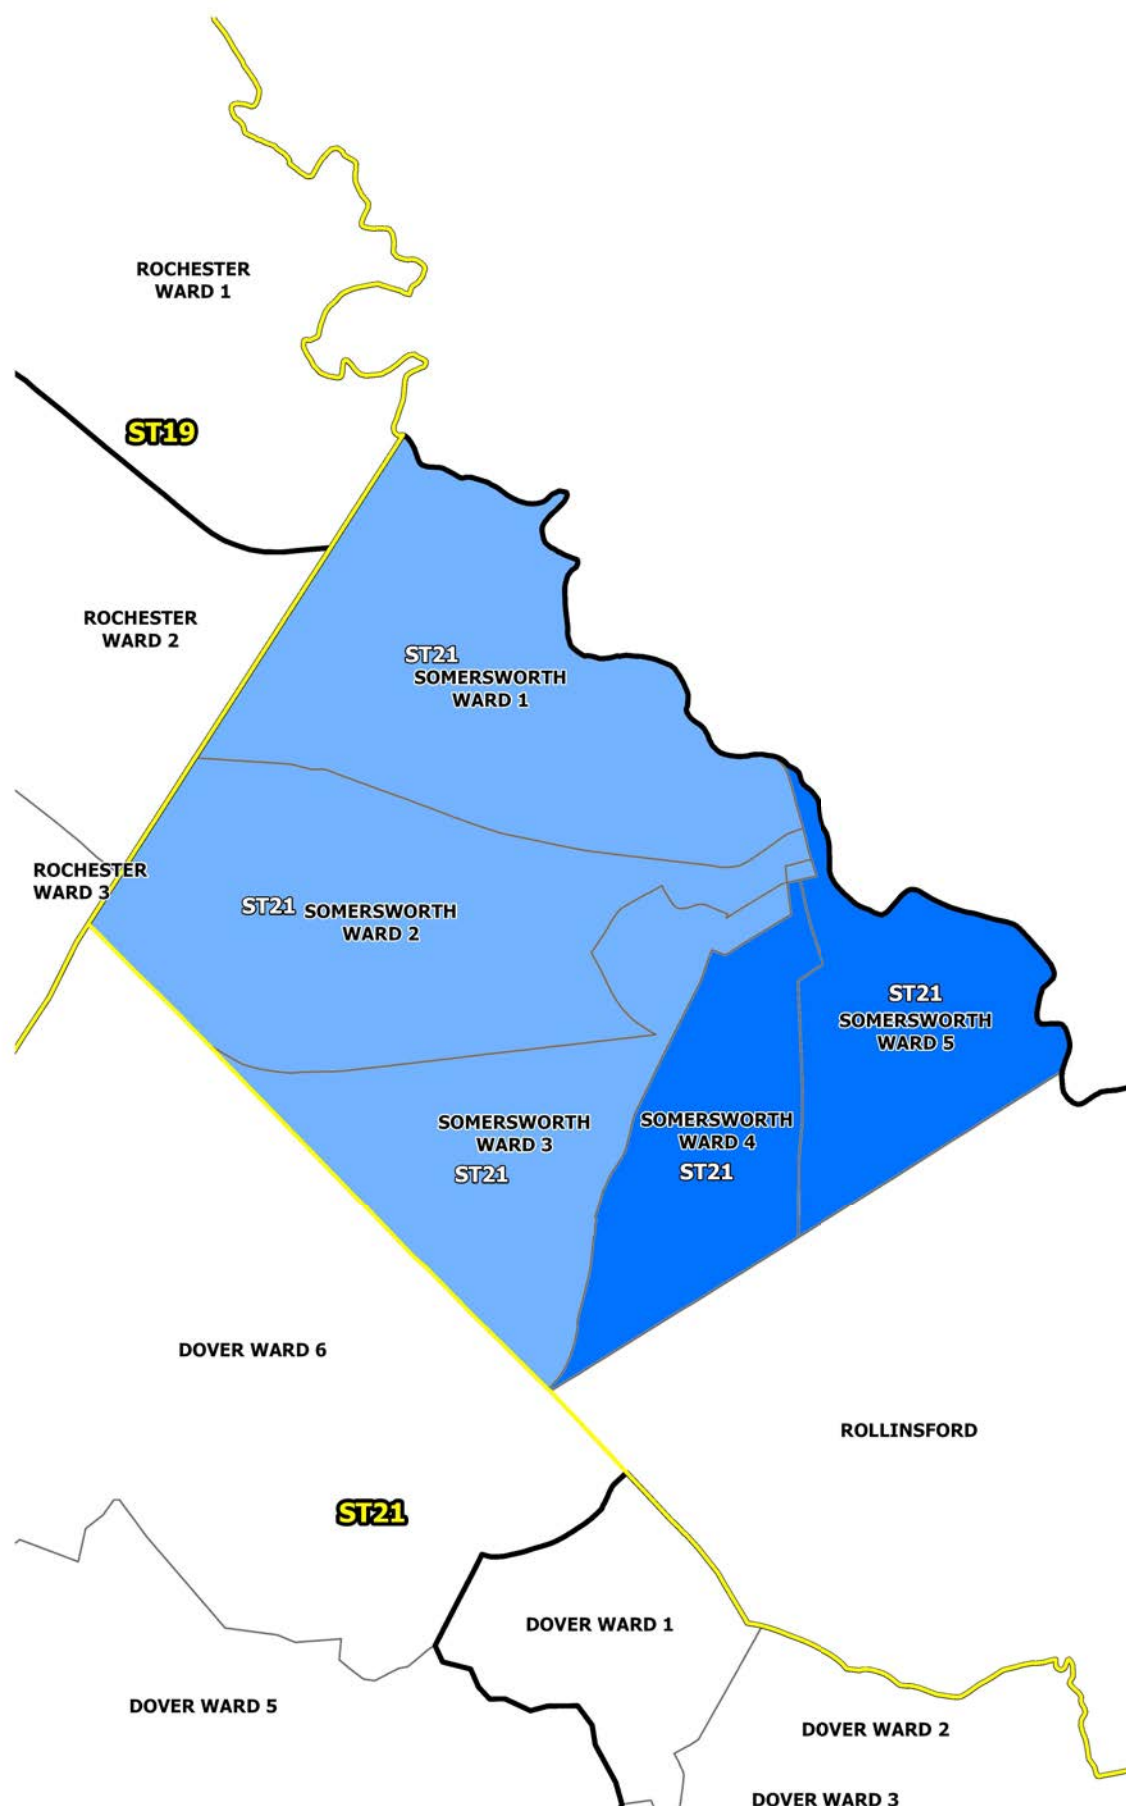 ROCHESTER
WARD 1
ST19
ROCHESTER
WARD 2
ST21
SOMERSWORTH
WARD 1
ROCHESTER
WARD 3
ST21 SOMERSWORTH
WARD 2
ST21
SOMERSWORTH
WARD 5
SOMERSWORTH
WARD 3
ST21
SOMERSWORTH
WARD 4
ST21
DOVER WARD 6
ROLLINSFORD
ST21
DOVER WARD 1
DOVER WARD 5
DOVER WARD 2
DOVER WARD 3